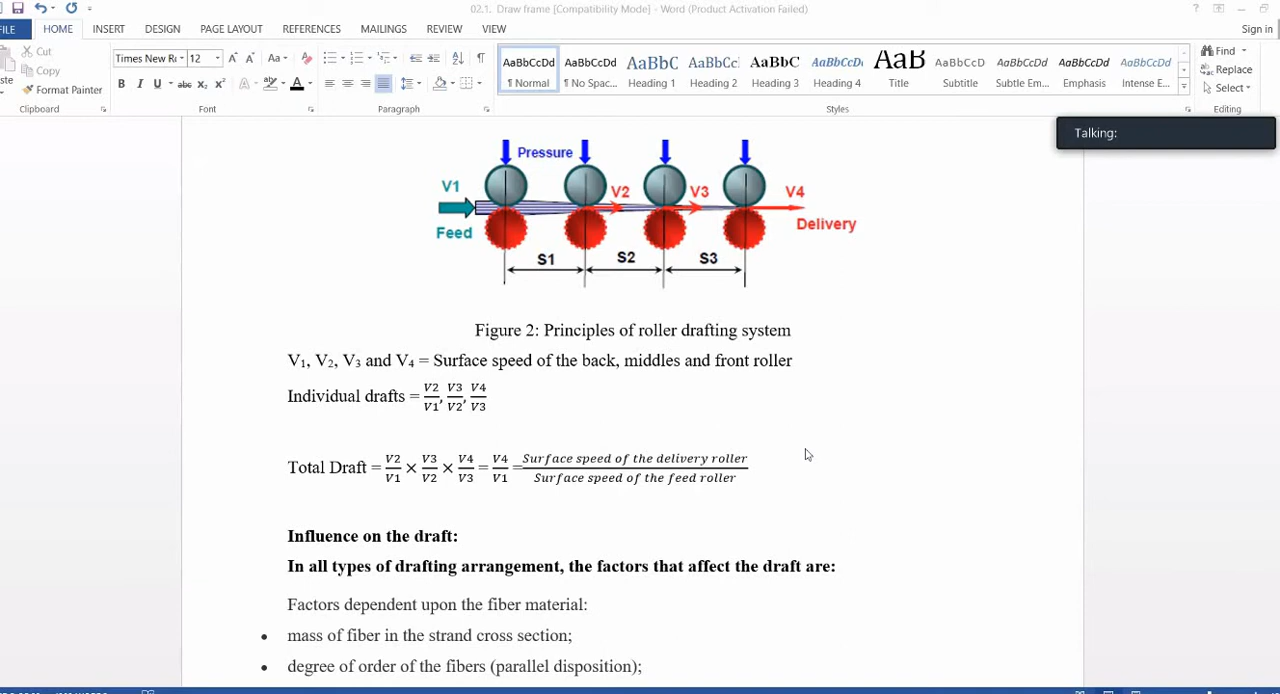 02.1. Draw frame [Compatibility Mode] - Word (Product Activation Failed)
FILE HOME INSERT DESIGN PAGE LAYOUT REFERENCES MAILINGS REVIEW VIEW Sign in
Cut
Copy
Format Painter
Clipboard
Times New R 12
Aa
B I U abc X₂ X² A A
Font
Paragraph
AaBbCcDd AaBbCcDd AaBbC AaBbCc AaBbC AaBbCcD AaB AaBbCcD AaBbCcDd AaBbCcDd AaBbCcDd
¶ Normal ¶ No Spac... Heading 1 Heading 2 Heading 3 Heading 4 Title Subtitle Subtle Em... Emphasis Intense E...
Styles
Find
Replace
Select
Editing
Talking:
Pressure
V1 V2 V3 V4
Feed Delivery
S1 S2 S3
Figure 2: Principles of roller drafting system
V₁, V₂, V₃ and V₄ = Surface speed of the back, middles and front roller
Individual drafts = V2/V1, V3/V2, V4/V3
Total Draft = V2/V1 × V3/V2 × V4/V3 = V4/V1 = Surface speed of the delivery roller / Surface speed of the feed roller
Influence on the draft:
In all types of drafting arrangement, the factors that affect the draft are:
Factors dependent upon the fiber material:
• mass of fiber in the strand cross section;
• degree of order of the fibers (parallel disposition);